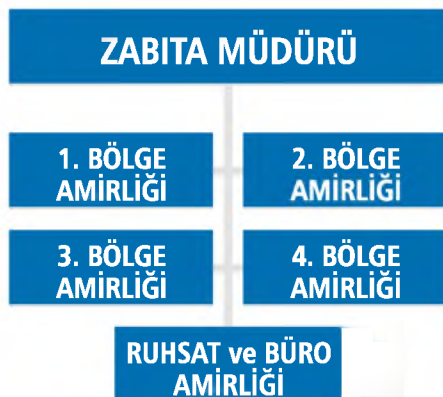 ZABITA MÜDÜRÜ
1. BÖLGE
AMİRLİĞİ
2. BÖLGE
AMİRLİĞİ
3. BÖLGE
AMİRLİĞİ
4. BÖLGE
AMİRLİĞİ
RUHSAT ve BÜRO
AMİRLİĞİ